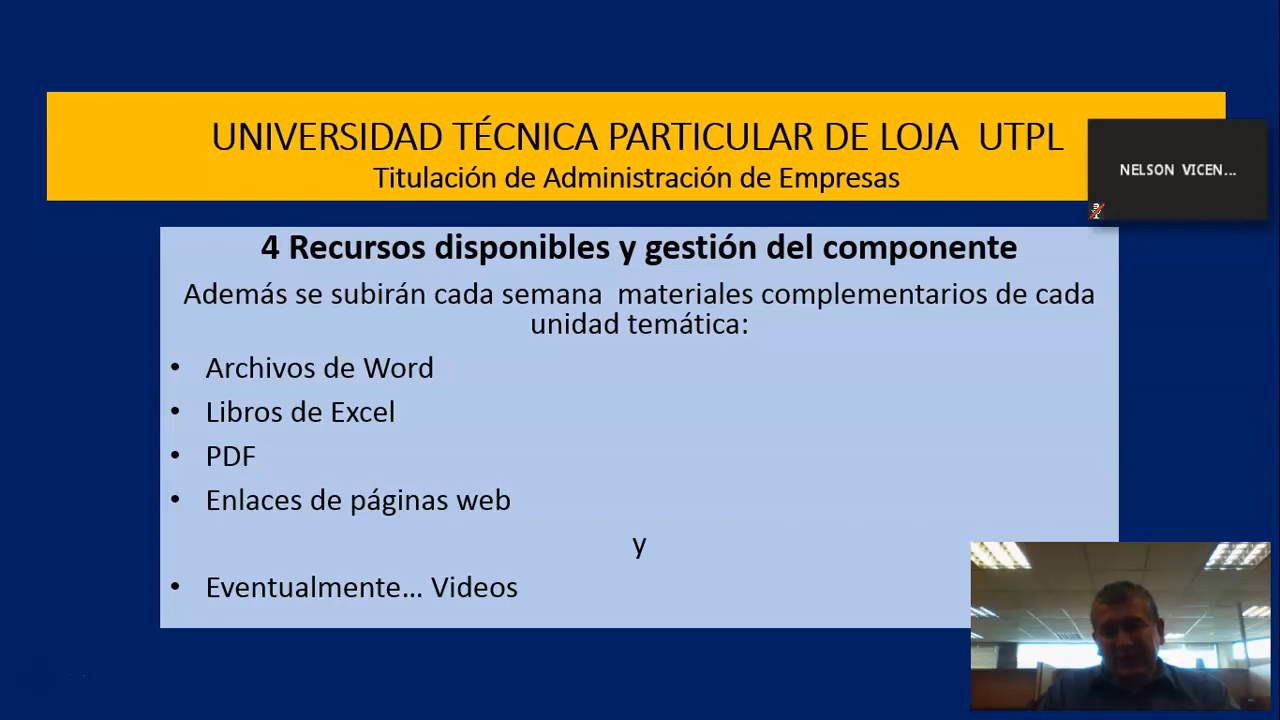 UNIVERSIDAD TÉCNICA PARTICULAR DE LOJA UTPL
Titulación de Administración de Empresas
NELSON VICEN...
4 Recursos disponibles y gestión del componente
Además se subirán cada semana materiales complementarios de cada
unidad temática:
• Archivos de Word
• Libros de Excel
• PDF
• Enlaces de páginas web
y
• Eventualmente... Videos